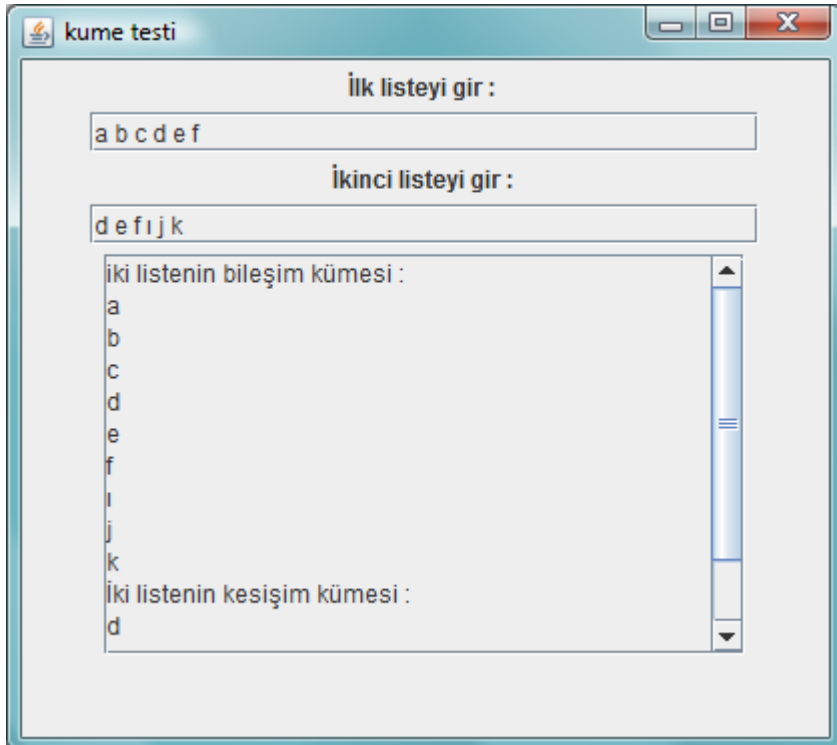 kume testi
İlk listeyi gir :
a b c d e f
İkinci listeyi gir :
d e f ı j k
iki listenin bileşim kümesi :
a
b
c
d
e
f
ı
j
k
İki listenin kesişim kümesi :
d